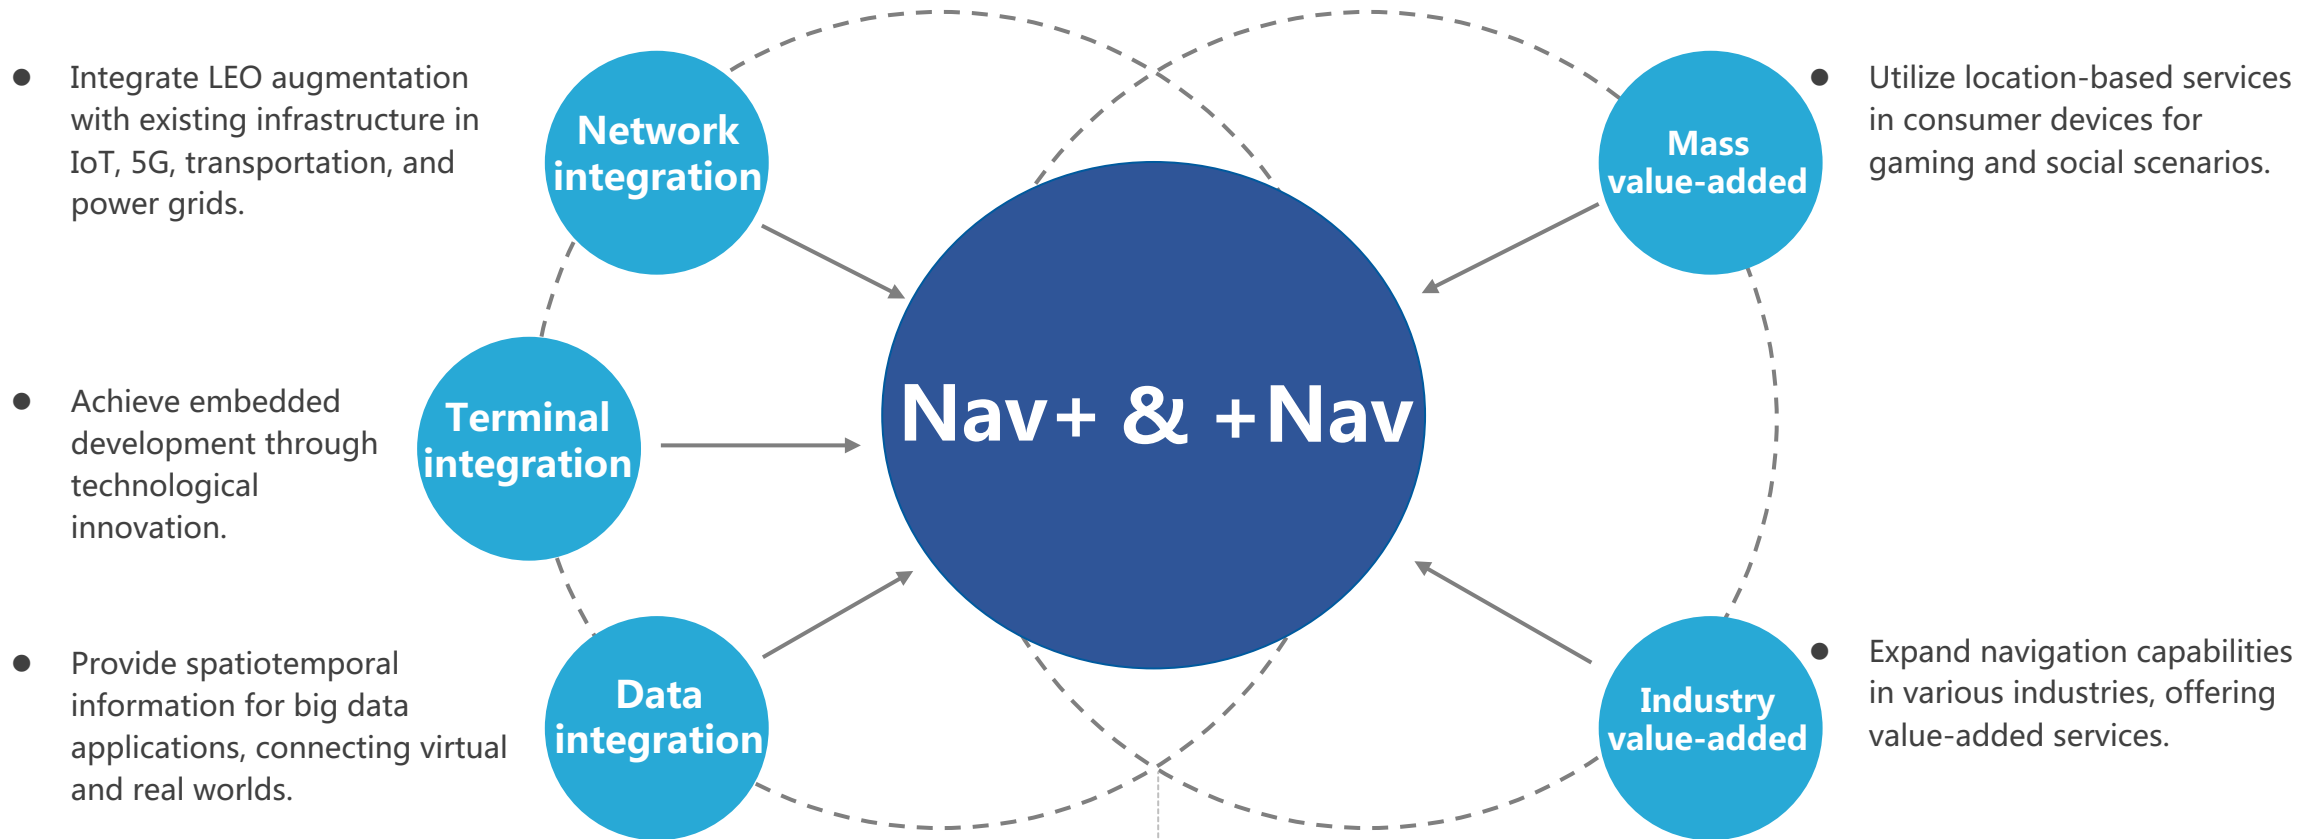 ● Integrate LEO augmentation
with existing infrastructure in
IoT, 5G, transportation, and
power grids.
Network
integration
● Achieve embedded
development through
technological
innovation.
Terminal
integration
● Provide spatiotemporal
information for big data
applications, connecting virtual
and real worlds.
Data
integration
Nav+ & +Nav
Mass
value-added
● Utilize location-based services
in consumer devices for
gaming and social scenarios.
Industry
value-added
● Expand navigation capabilities
in various industries, offering
value-added services.